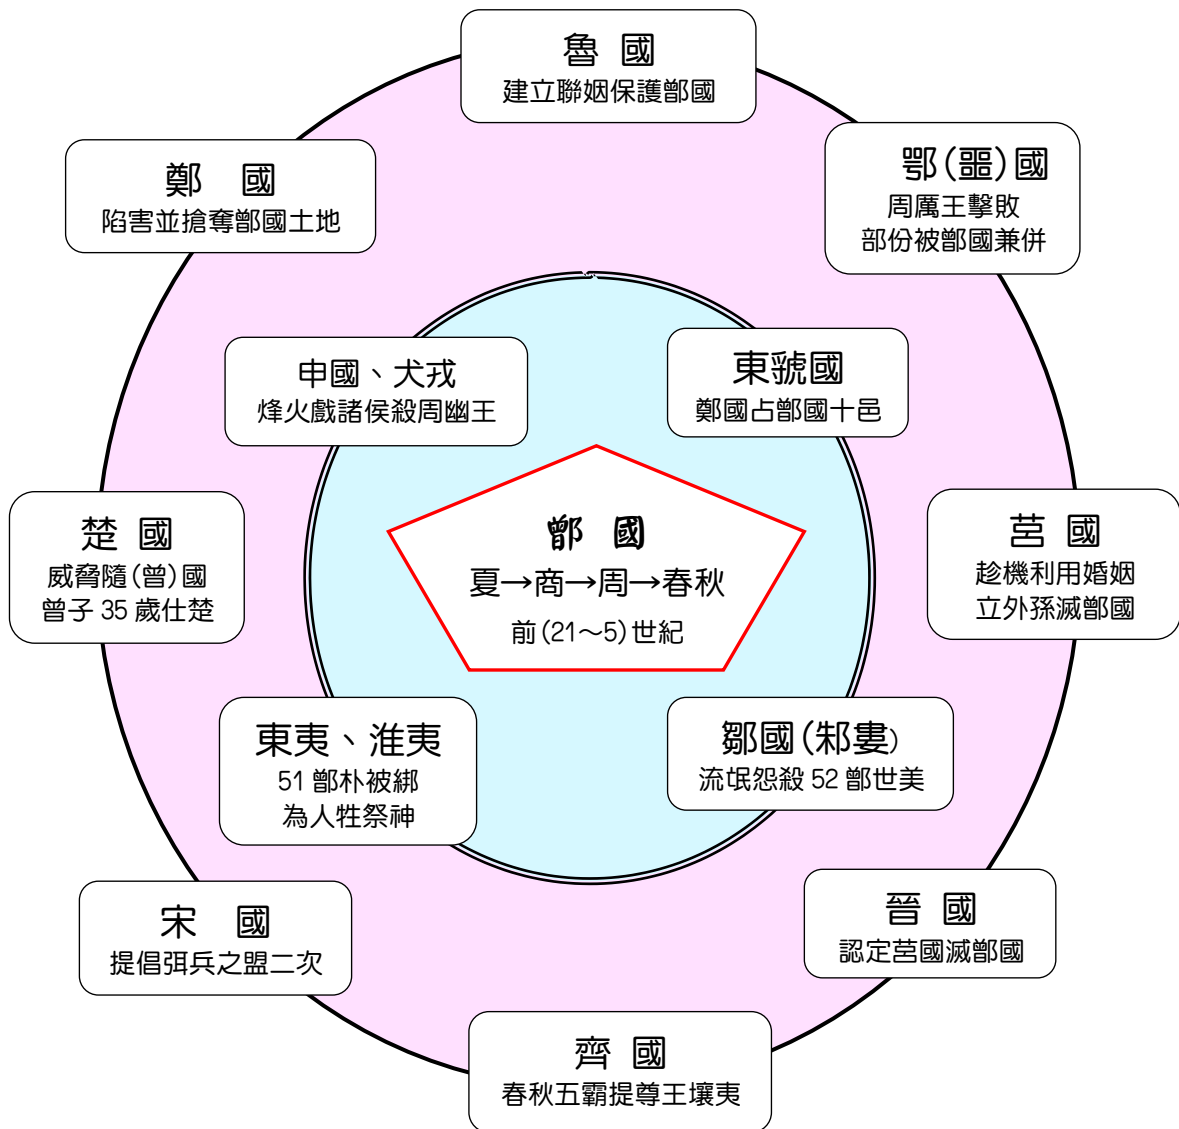 魯 國
建立聯姻保護鄫國
鄭 國
陷害並搶奪鄫國土地
鄂(噩)國
周厲王擊敗
部份被鄫國兼併
申國、犬戎
烽火戲諸侯殺周幽王
東虢國
鄭國占鄫國十邑
楚 國
威脅隨(曾)國
曾子 35 歲仕楚
鄫 國
夏→商→周→春秋
前(21～5)世紀
莒 國
趁機利用婚姻
立外孫滅鄫國
東夷、淮夷
51 鄫朴被綁
為人牲祭神
鄒國(邾婁)
流氓怨殺 52 鄫世美
宋 國
提倡弭兵之盟二次
晉 國
認定莒國滅鄫國
齊 國
春秋五霸提尊王壤夷